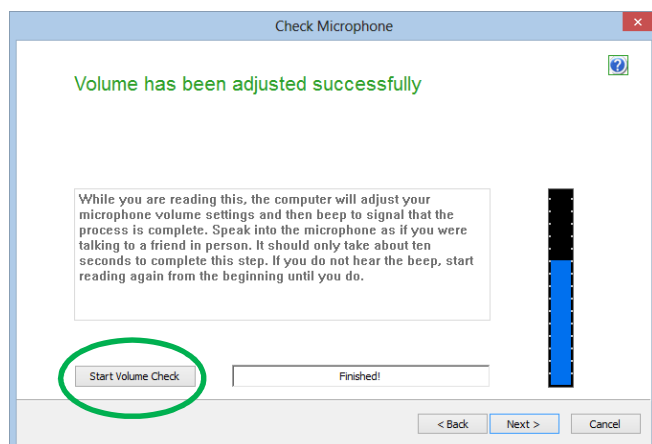 Check Microphone
×
?
Volume has been adjusted successfully
While you are reading this, the computer will adjust your
microphone volume settings and then beep to signal that the
process is complete. Speak into the microphone as if you were
talking to a friend in person. It should only take about ten
seconds to complete this step. If you do not hear the beep, start
reading again from the beginning until you do.
Start Volume Check
Finished!
< Back
Next >
Cancel